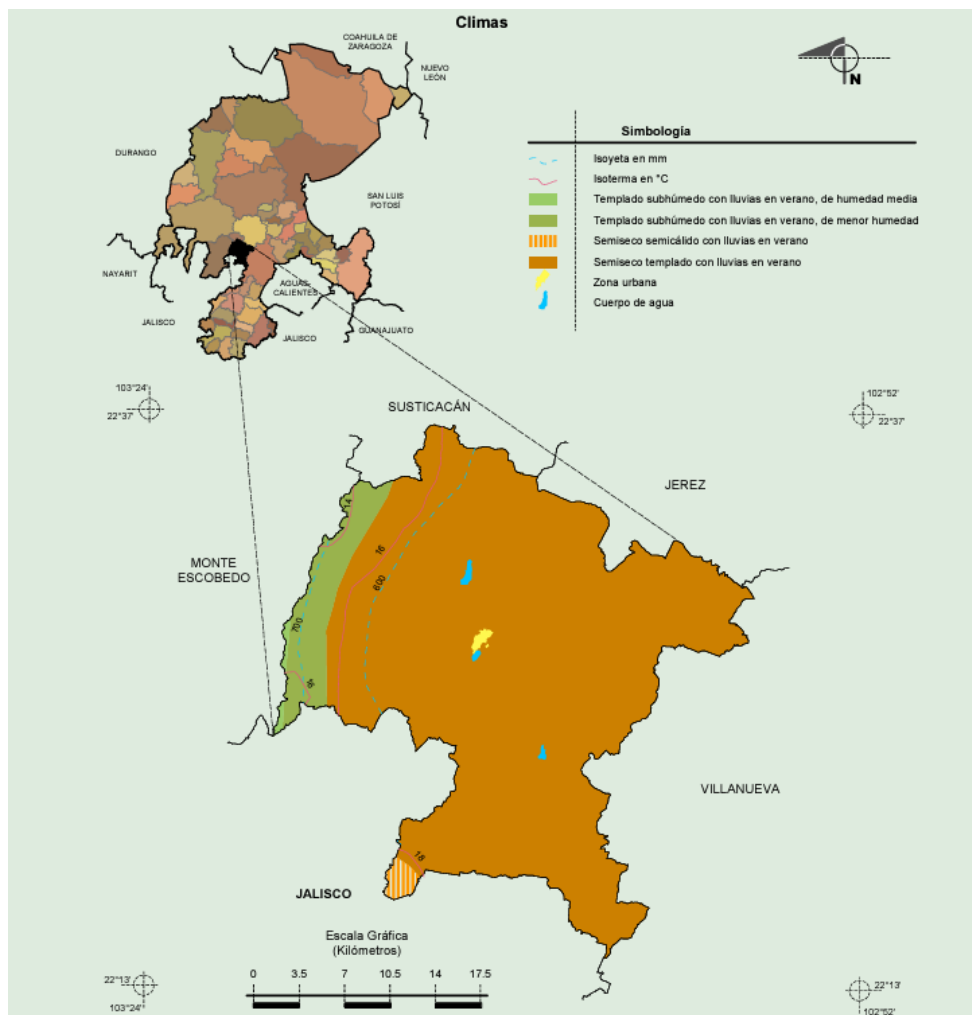 Climas
COAHUILA DE
ZARAGOZA
NUEVO
LEÓN
DURANGO
SAN LUIS
POTOSÍ
NAYARIT
AGUAS-
CALIENTES
JALISCO
JALISCO
GUANAJUATO
N
Simbología
Isoyeta en mm
Isoterma en °C
Templado subhúmedo con lluvias en verano, de humedad media
Templado subhúmedo con lluvias en verano, de menor humedad
Semiseco semicálido con lluvias en verano
Semiseco templado con lluvias en verano
Zona urbana
Cuerpo de agua
103°24'
22°37'
102°52'
22°37'
SUSTICACÁN
JEREZ
MONTE
ESCOBEDO
14
16
600
700
VILLANUEVA
18
JALISCO
Escala Gráfica
(Kilómetros)
0 3.5 7 10.5 14 17.5
22°13'
103°24'
22°13'
102°52'